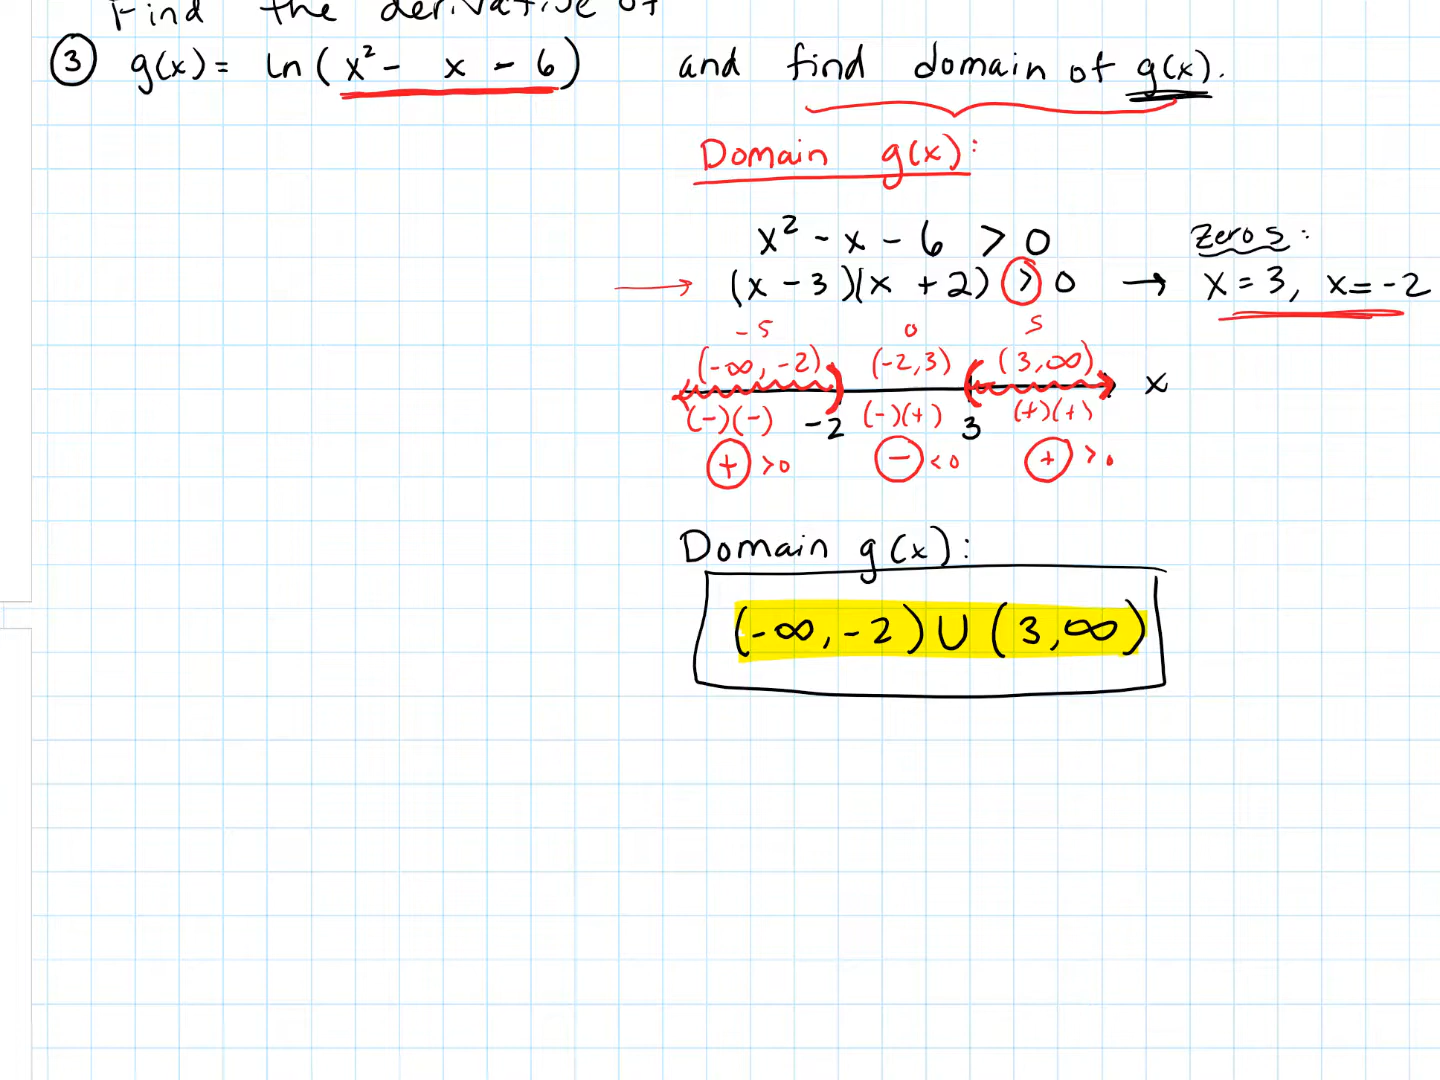 Find the derivative of
③ g(x) = ln(x² - x - 6) and find domain of g(x).
Domain g(x):
x² - x - 6 > 0
Zeros:
(x - 3)(x + 2) > 0 → x = 3, x = -2
-5 0 5
(-∞, -2) (-2, 3) (3, ∞)
x
(-)(-) -2 (-)(+) 3 (+)(+)
+ > 0 - < 0 + > 0
Domain g(x):
(-∞, -2) ∪ (3, ∞)